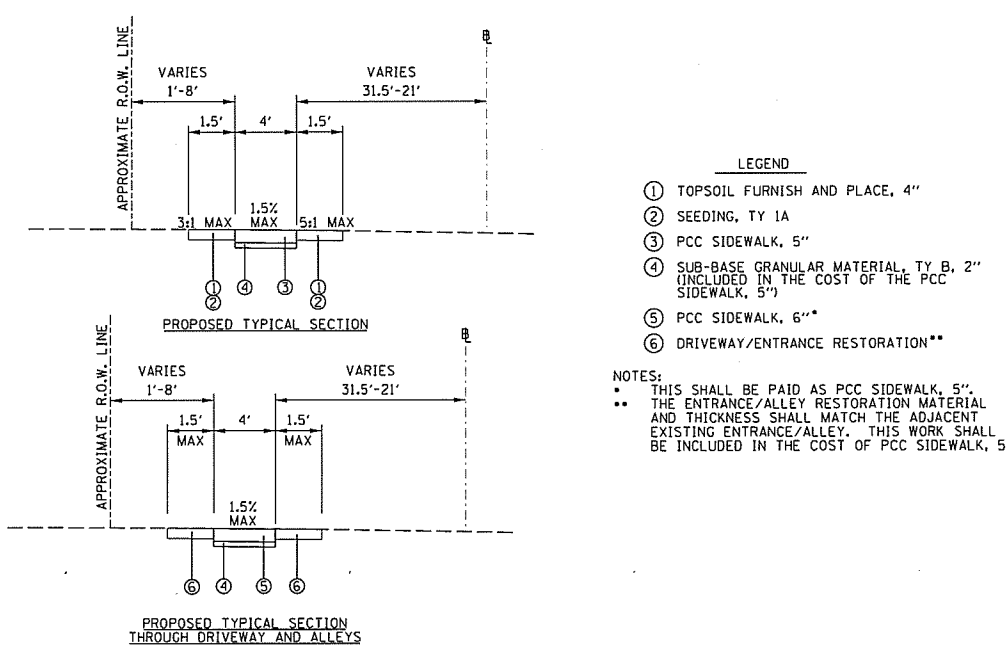 APPROXIMATE R.O.W. LINE
VARIES
1'-8'
VARIES
31.5'-21'
1.5'
4'
1.5'
3:1 MAX
1.5%
MAX
5:1 MAX
1
2
4
3
1
2
PROPOSED TYPICAL SECTION
APPROXIMATE R.O.W. LINE
VARIES
1'-8'
VARIES
31.5'-21'
1.5'
MAX
4'
1.5'
MAX
1.5%
MAX
6
4
5
6
PROPOSED TYPICAL SECTION
THROUGH DRIVEWAY AND ALLEYS
LEGEND
1 TOPSOIL FURNISH AND PLACE, 4"
2 SEEDING, TY 1A
3 PCC SIDEWALK, 5"
4 SUB-BASE GRANULAR MATERIAL, TY B, 2"
(INCLUDED IN THE COST OF THE PCC
SIDEWALK, 5")
5 PCC SIDEWALK, 6"*
6 DRIVEWAY/ENTRANCE RESTORATION**
NOTES:
* THIS SHALL BE PAID AS PCC SIDEWALK, 5".
** THE ENTRANCE/ALLEY RESTORATION MATERIAL
AND THICKNESS SHALL MATCH THE ADJACENT
EXISTING ENTRANCE/ALLEY. THIS WORK SHALL
BE INCLUDED IN THE COST OF PCC SIDEWALK, 5